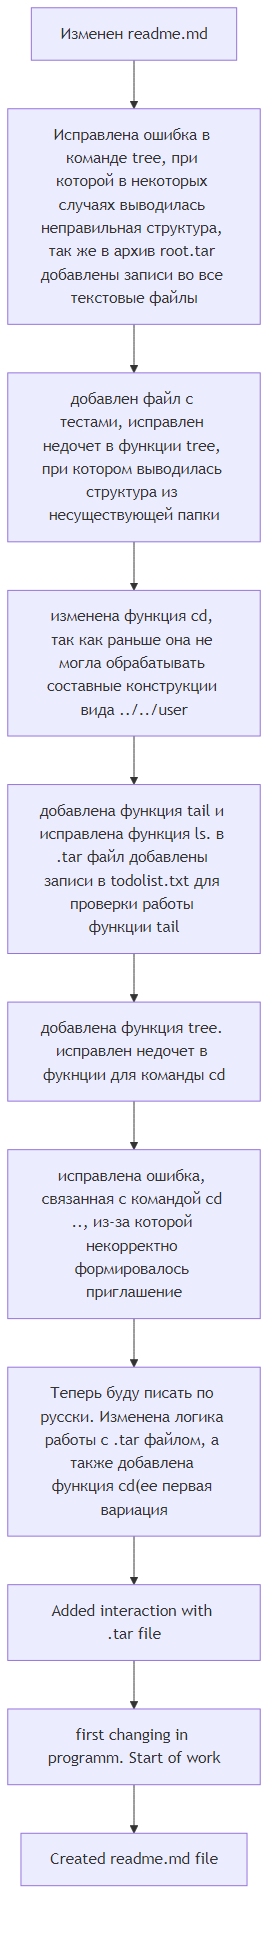 Изменен readme.md
Исправлена ошибка в
команде tree, при
которой в некоторых
случаях выводилась
неправильная структура,
так же в архив root.tar
добавлены записи во все
текстовые файлы
добавлен файл с
тестами, исправлен
недочет в функции tree,
при котором выводилась
структура из
несуществующей папки
изменена функция cd,
так как раньше она не
могла обрабатывать
составные конструкции
вида ../../user
добавлена функция tail и
исправлена функция ls. в
.tar файл добавлены
записи в todolist.txt для
проверки работы
функции tail
добавлена функция tree.
исправлен недочет в
фукнции для команды cd
исправлена ошибка,
связанная с командой cd
.., из-за которой
некорректно
формировалось
приглашение
Теперь буду писать по
русски. Изменена логика
работы с .tar файлом, а
также добавлена
функция cd(ее первая
вариация
Added interaction with
.tar file
first changing in
programm. Start of work
Created readme.md file